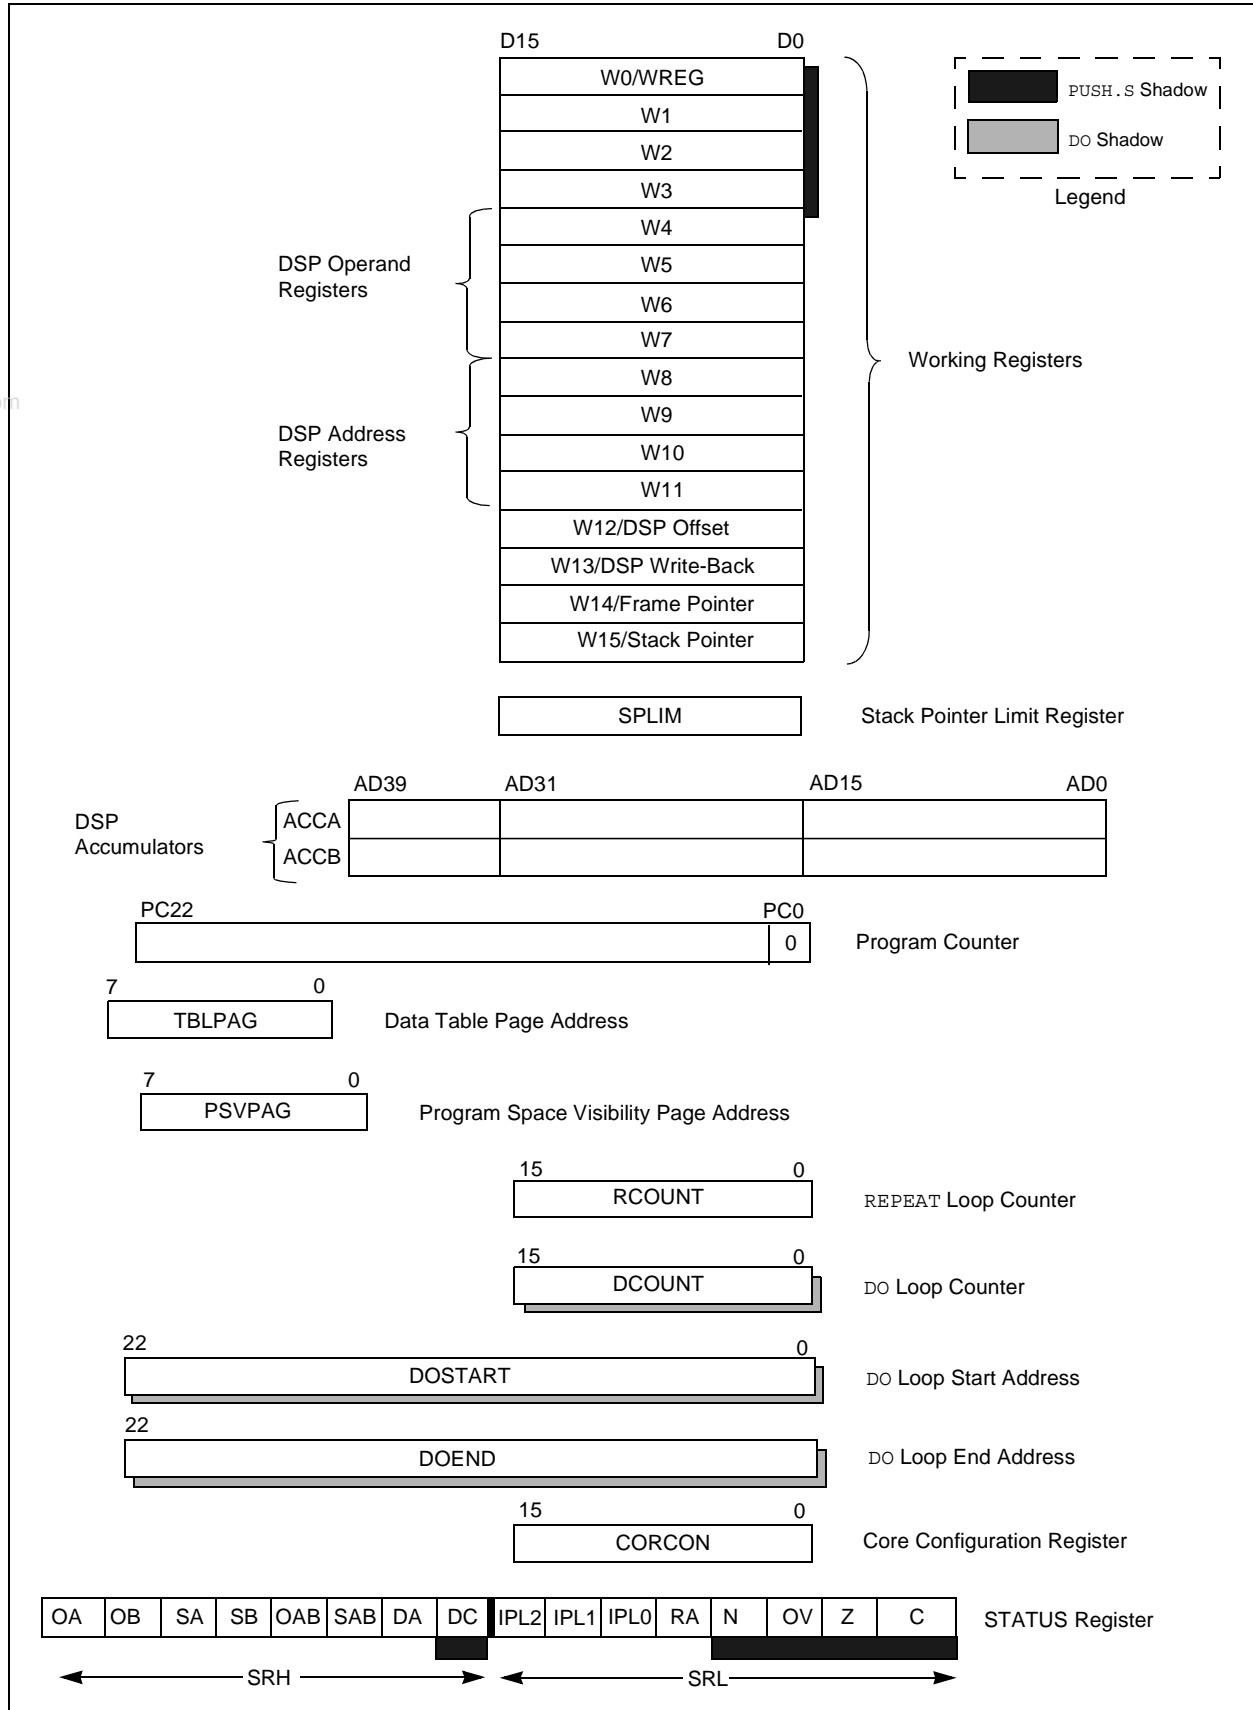 D15 D0
W0/WREG
PUSH.S Shadow
W1
DO Shadow
W2
W3
Legend
W4
DSP Operand
Registers
W5
W6
W7
Working Registers
W8
om
W9
DSP Address
Registers
W10
W11
W12/DSP Offset
W13/DSP Write-Back
W14/Frame Pointer
W15/Stack Pointer
SPLIM Stack Pointer Limit Register
AD39 AD31 AD15 AD0
DSP
Accumulators
ACCA
ACCB
PC22 PC0
0 Program Counter
7 0
TBLPAG Data Table Page Address
7 0
PSVPAG Program Space Visibility Page Address
15 0
RCOUNT REPEAT Loop Counter
15 0
DCOUNT DO Loop Counter
22 0
DOSTART DO Loop Start Address
22
DOEND DO Loop End Address
15 0
CORCON Core Configuration Register
OA OB SA SB OAB SAB DA DC IPL2 IPL1 IPL0 RA N OV Z C STATUS Register
SRH SRL